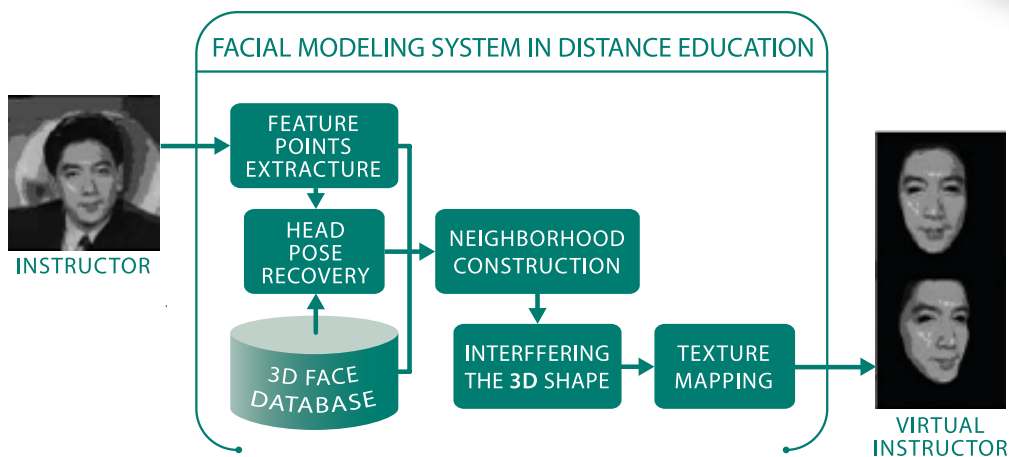 FACIAL MODELING SYSTEM IN DISTANCE EDUCATION
INSTRUCTOR
FEATURE
POINTS
EXTRACTURE
HEAD
POSE
RECOVERY
3D FACE
DATABASE
NEIGHBORHOOD
CONSTRUCTION
INTERFFERING
THE 3D SHAPE
TEXTURE
MAPPING
VIRTUAL
INSTRUCTOR